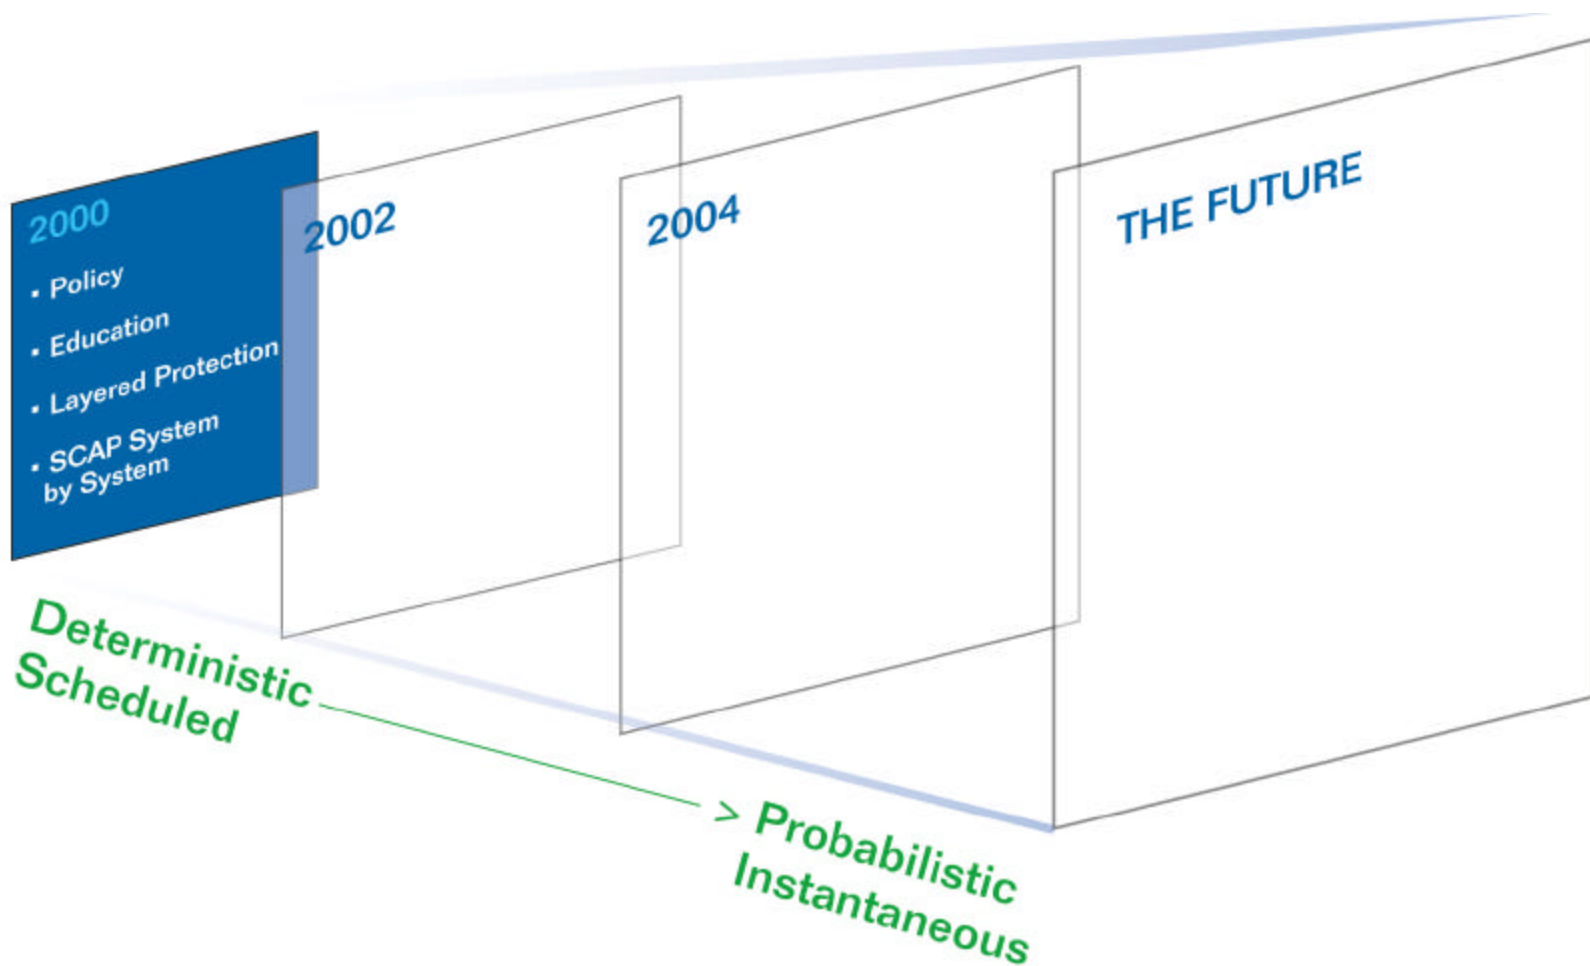 2000
▪ Policy
▪ Education
▪ Layered Protection
▪ SCAP System
by System
2002
2004
THE FUTURE
Deterministic
Scheduled
> Probabilistic
Instantaneous